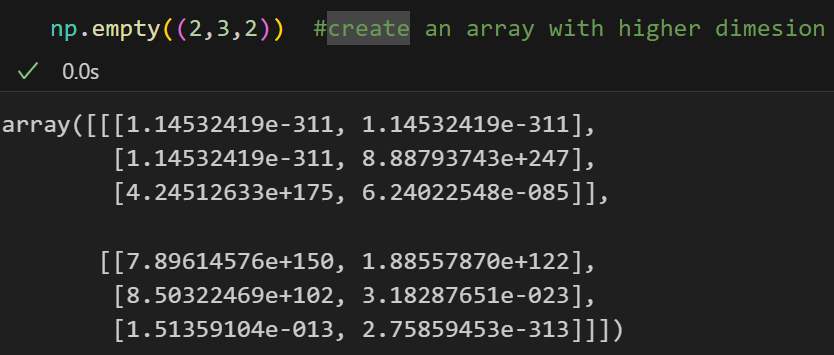 np.empty((2,3,2))  #create an array with higher dimesion
✓ 0.0s
array([[[1.14532419e-311, 1.14532419e-311],
        [1.14532419e-311, 8.88793743e+247],
        [4.24512633e+175, 6.24022548e-085]],
       [[7.89614576e+150, 1.88557870e+122],
        [8.50322469e+102, 3.18287651e-023],
        [1.51359104e-013, 2.75859453e-313]]])